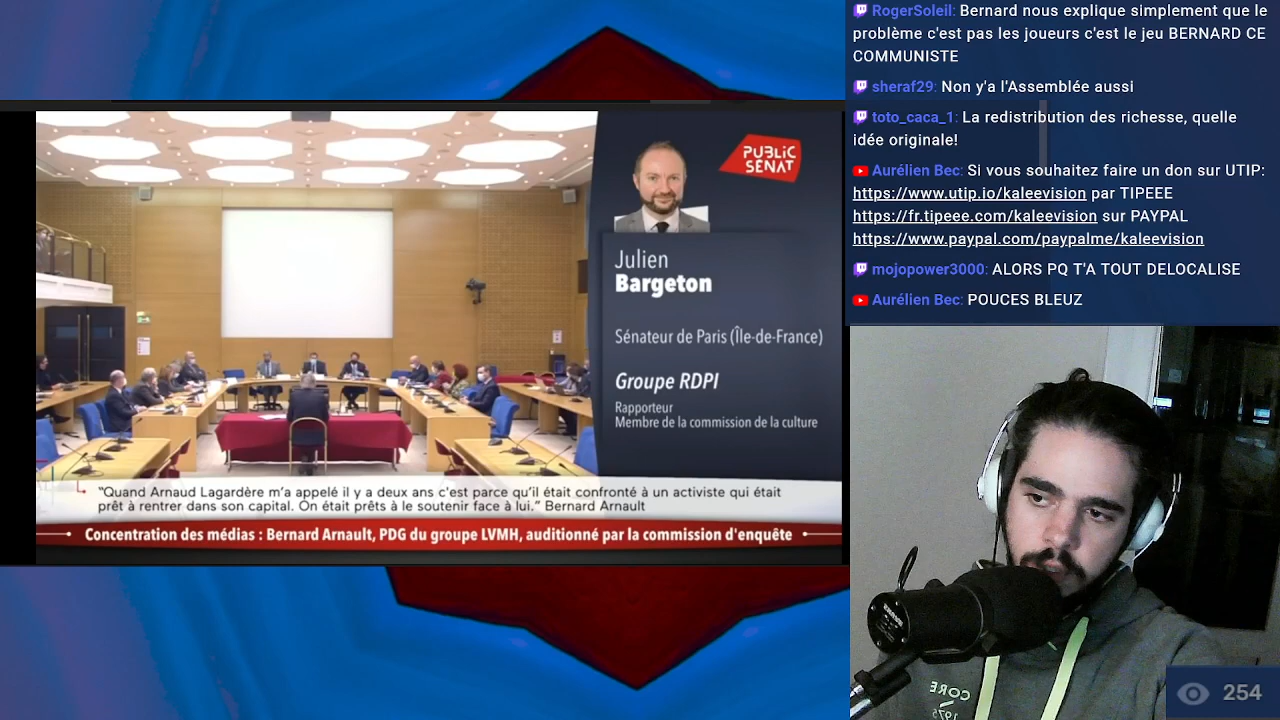 RogerSoleil: Bernard nous explique simplement que le
problème c'est pas les joueurs c'est le jeu BERNARD CE
COMMUNISTE
sheraf29: Non y'a l'Assemblée aussi
toto_caca_1: La redistribution des richesse, quelle
idée originale!
Aurélien Bec: Si vous souhaitez faire un don sur UTIP:
https://www.utip.io/kaleevision par TIPEEE
https://fr.tipeee.com/kaleevision sur PAYPAL
https://www.paypal.com/paypalme/kaleevision
mojopower3000: ALORS PQ T'A TOUT DELOCALISE
Aurélien Bec: POUCES BLEUZ
PUBLiC
SÉNAT
Julien
Bargeton
Sénateur de Paris (Île-de-France)
Groupe RDPI
Rapporteur
Membre de la commission de la culture
"Quand Arnaud Lagardère m'a appelé il y a deux ans c'est parce qu'il était confronté à un activiste qui était
prêt à rentrer dans son capital. On était prêts à le soutenir face à lui." Bernard Arnault
Concentration des médias : Bernard Arnault, PDG du groupe LVMH, auditionné par la commission d'enquête
CORE
1975
254